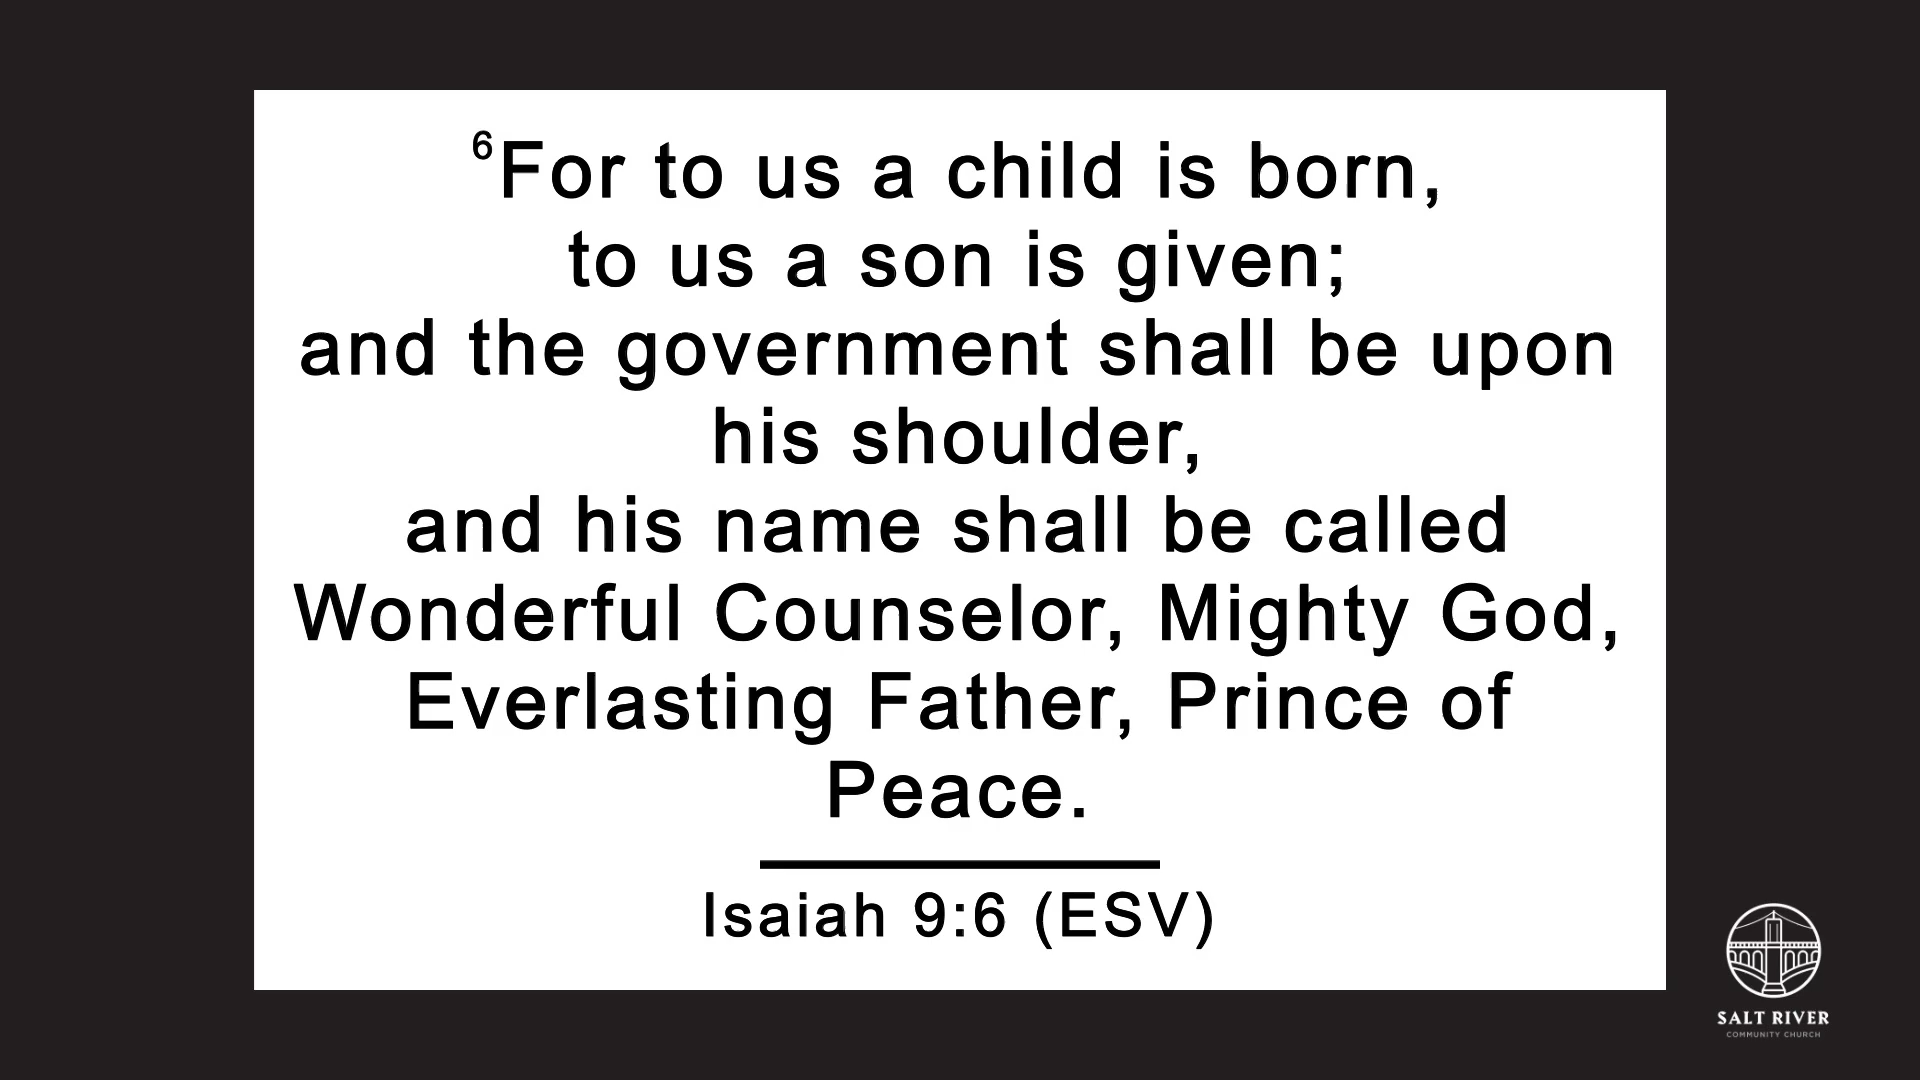 ⁶For to us a child is born,
to us a son is given;
and the government shall be upon
his shoulder,
and his name shall be called
Wonderful Counselor, Mighty God,
Everlasting Father, Prince of
Peace.
Isaiah 9:6 (ESV)
SALT RIVER
COMMUNITY CHURCH